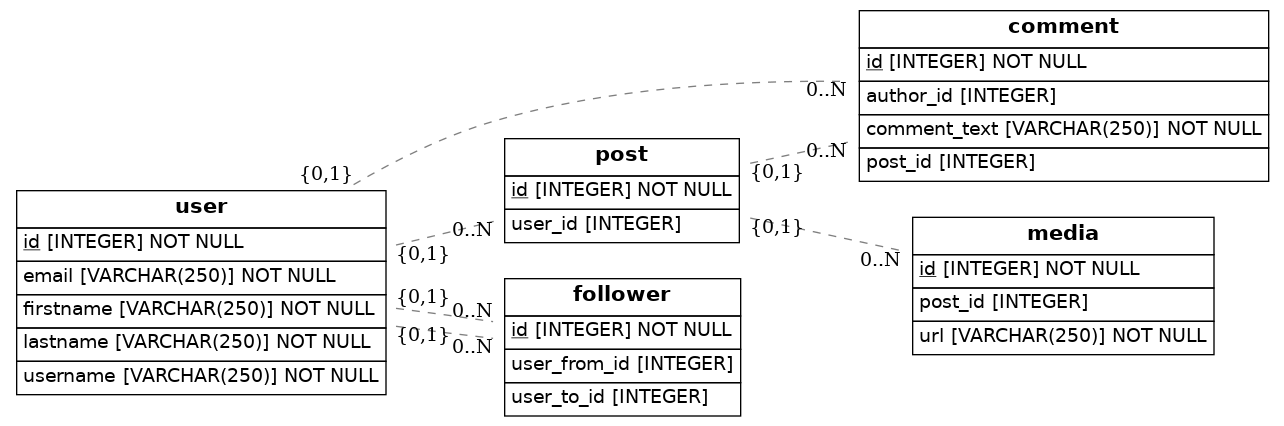 comment
id [INTEGER] NOT NULL
author_id [INTEGER]
comment_text [VARCHAR(250)] NOT NULL
post_id [INTEGER]
0..N
0..N
post
id [INTEGER] NOT NULL
user_id [INTEGER]
{0,1}
{0,1}
{0,1}
user
id [INTEGER] NOT NULL
email [VARCHAR(250)] NOT NULL
firstname [VARCHAR(250)] NOT NULL
lastname [VARCHAR(250)] NOT NULL
username [VARCHAR(250)] NOT NULL
0..N
{0,1}
{0,1}
0..N
{0,1}
0..N
follower
id [INTEGER] NOT NULL
user_from_id [INTEGER]
user_to_id [INTEGER]
0..N
media
id [INTEGER] NOT NULL
post_id [INTEGER]
url [VARCHAR(250)] NOT NULL